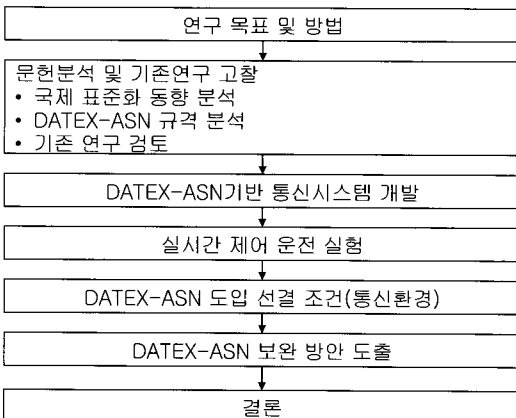 연구 목표 및 방법
문헌분석 및 기존연구 고찰
• 국제 표준화 동향 분석
• DATEX-ASN 규격 분석
• 기존 연구 검토
DATEX-ASN기반 통신시스템 개발
실시간 제어 운전 실험
DATEX-ASN 도입 선결 조건(통신환경)
DATEX-ASN 보완 방안 도출
결론